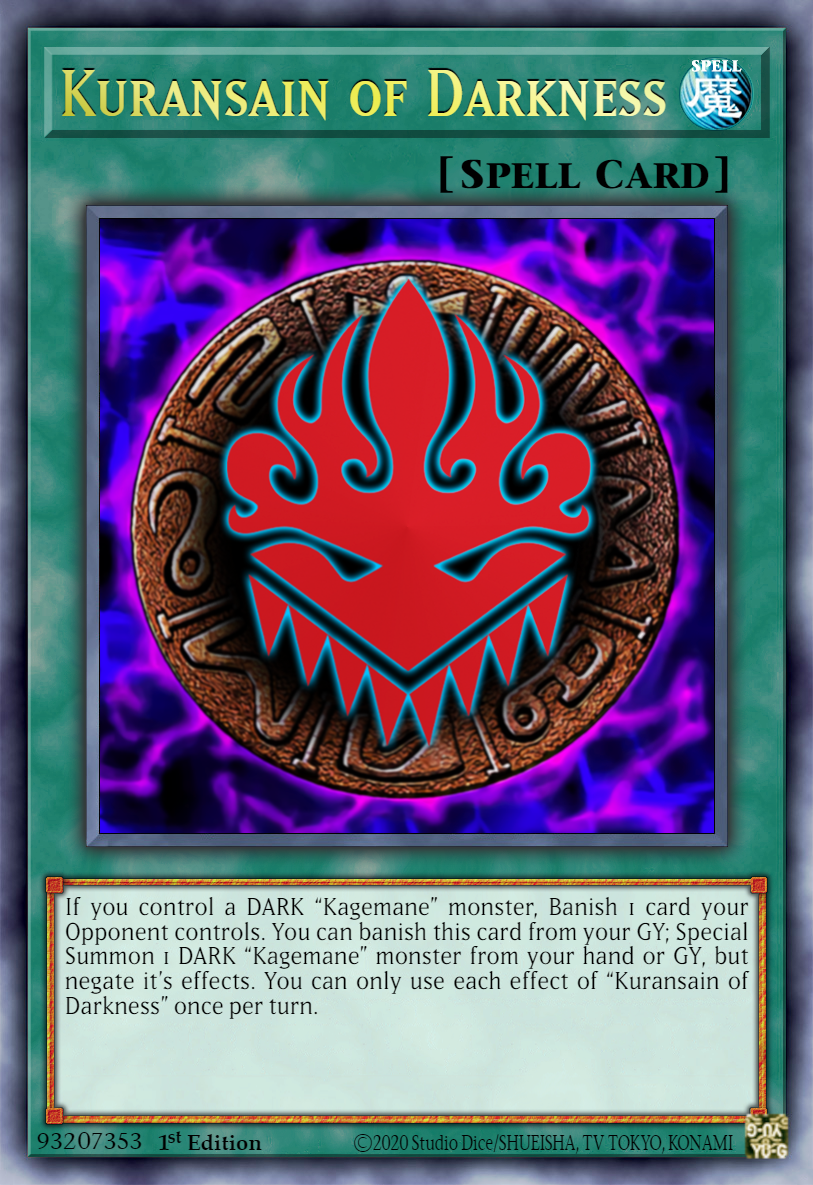 Kuransain of Darkness
SPELL
魔
[Spell Card]
If you control a DARK “Kagemane” monster, Banish 1 card your
Opponent controls. You can banish this card from your GY; Special
Summon 1 DARK “Kagemane” monster from your hand or GY, but
negate it's effects. You can only use each effect of “Kuransain of
Darkness” once per turn.
93207353 1st Edition ©2020 Studio Dice/SHUEISHA, TV TOKYO, KONAMI